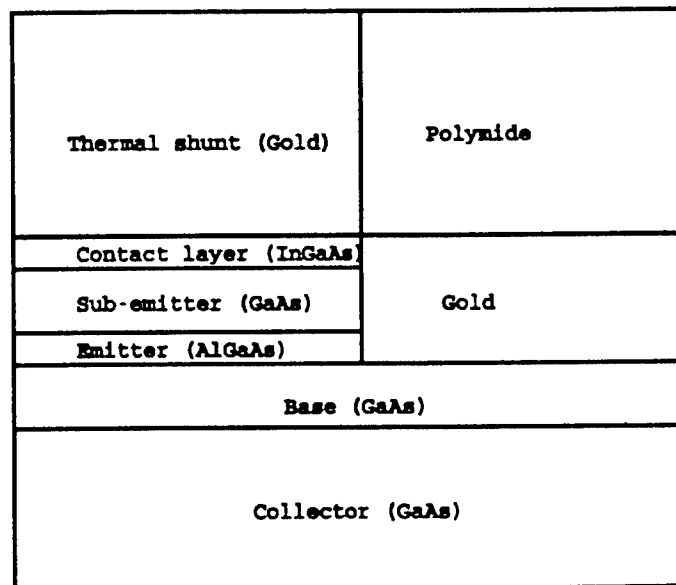 Thermal shunt (Gold)
Polymide
Contact layer (InGaAs)
Sub-emitter (GaAs)
Gold
Emitter (AlGaAs)
Base (GaAs)
Collector (GaAs)